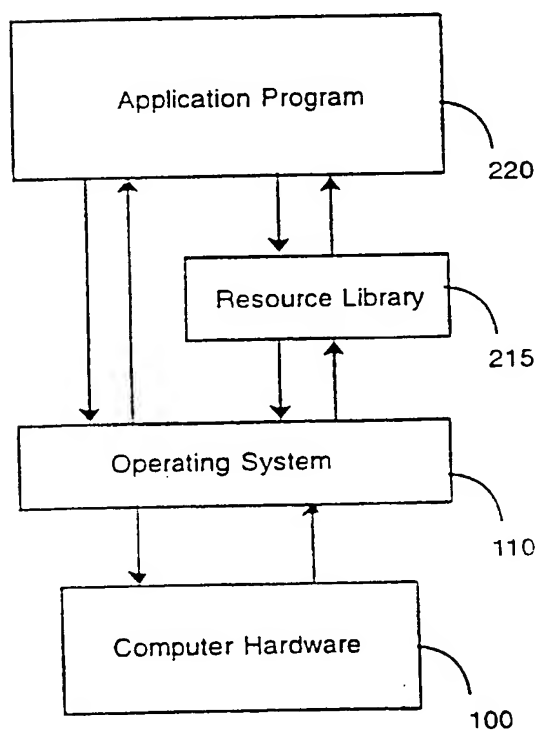 Application Program
220
Resource Library
215
Operating System
110
Computer Hardware
100